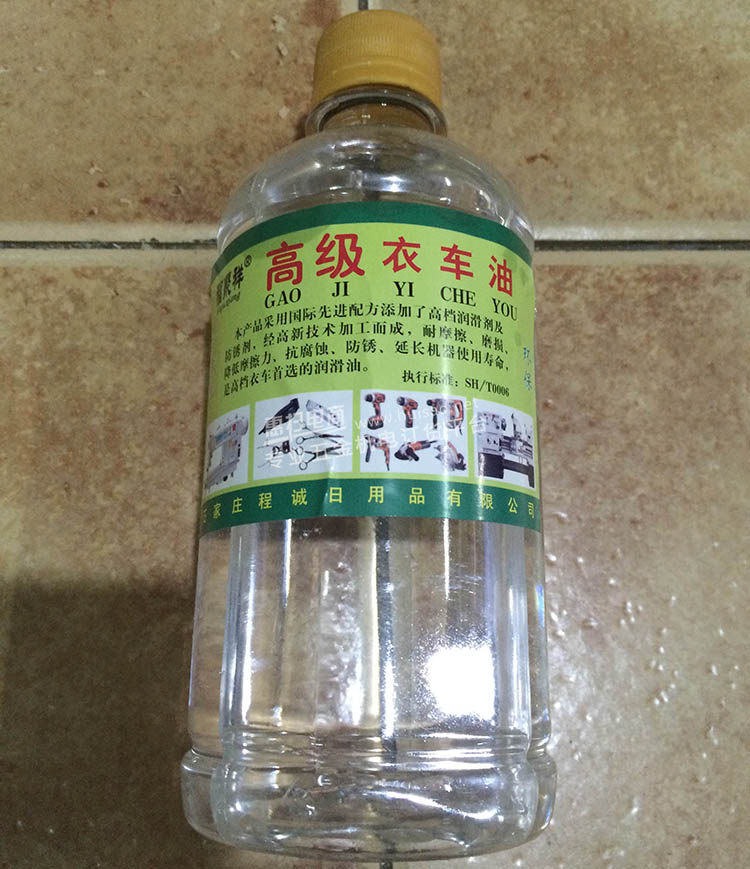 聚祥®
高级衣车油
GAO JI YI CHE YOU
本产品采用国际先进配方添加了高档润滑剂及
防锈剂，经高新技术加工而成，耐摩擦、磨损，
降低摩擦力、抗腐蚀、防锈、延长机器使用寿命，
是高档衣车首选的润滑油。
执行标准：SH/T0006
环保
家庄程诚日用品有限公司